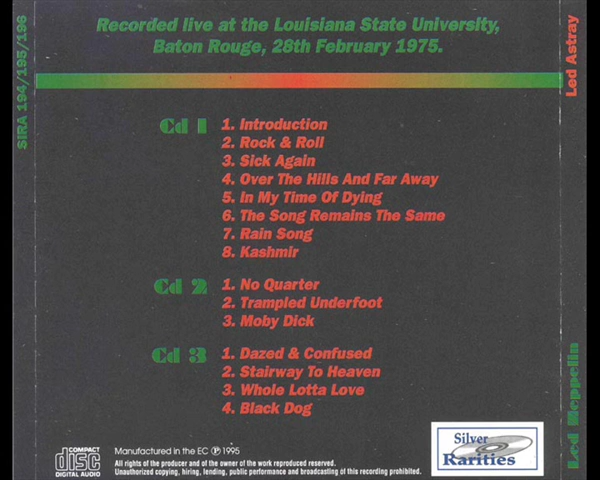 Recorded live at the Louisiana State University,
Baton Rouge, 28th February 1975.
SIRA 194/195/196
Led Astray
Cd 1
1. Introduction
2. Rock & Roll
3. Sick Again
4. Over The Hills And Far Away
5. In My Time Of Dying
6. The Song Remains The Same
7. Rain Song
8. Kashmir
Cd 2
1. No Quarter
2. Trampled Underfoot
3. Moby Dick
Cd 3
1. Dazed & Confused
2. Stairway To Heaven
3. Whole Lotta Love
4. Black Dog
Led Zeppelin
COMPACT
disc
DIGITAL AUDIO
Manufactured in the EC ℗ 1995
All rights of the producer and of the owner of the work reproduced reserved.
Unauthorized copying, hiring, lending, public performance and broadcasting of this recording prohibited.
Silver
Rarities